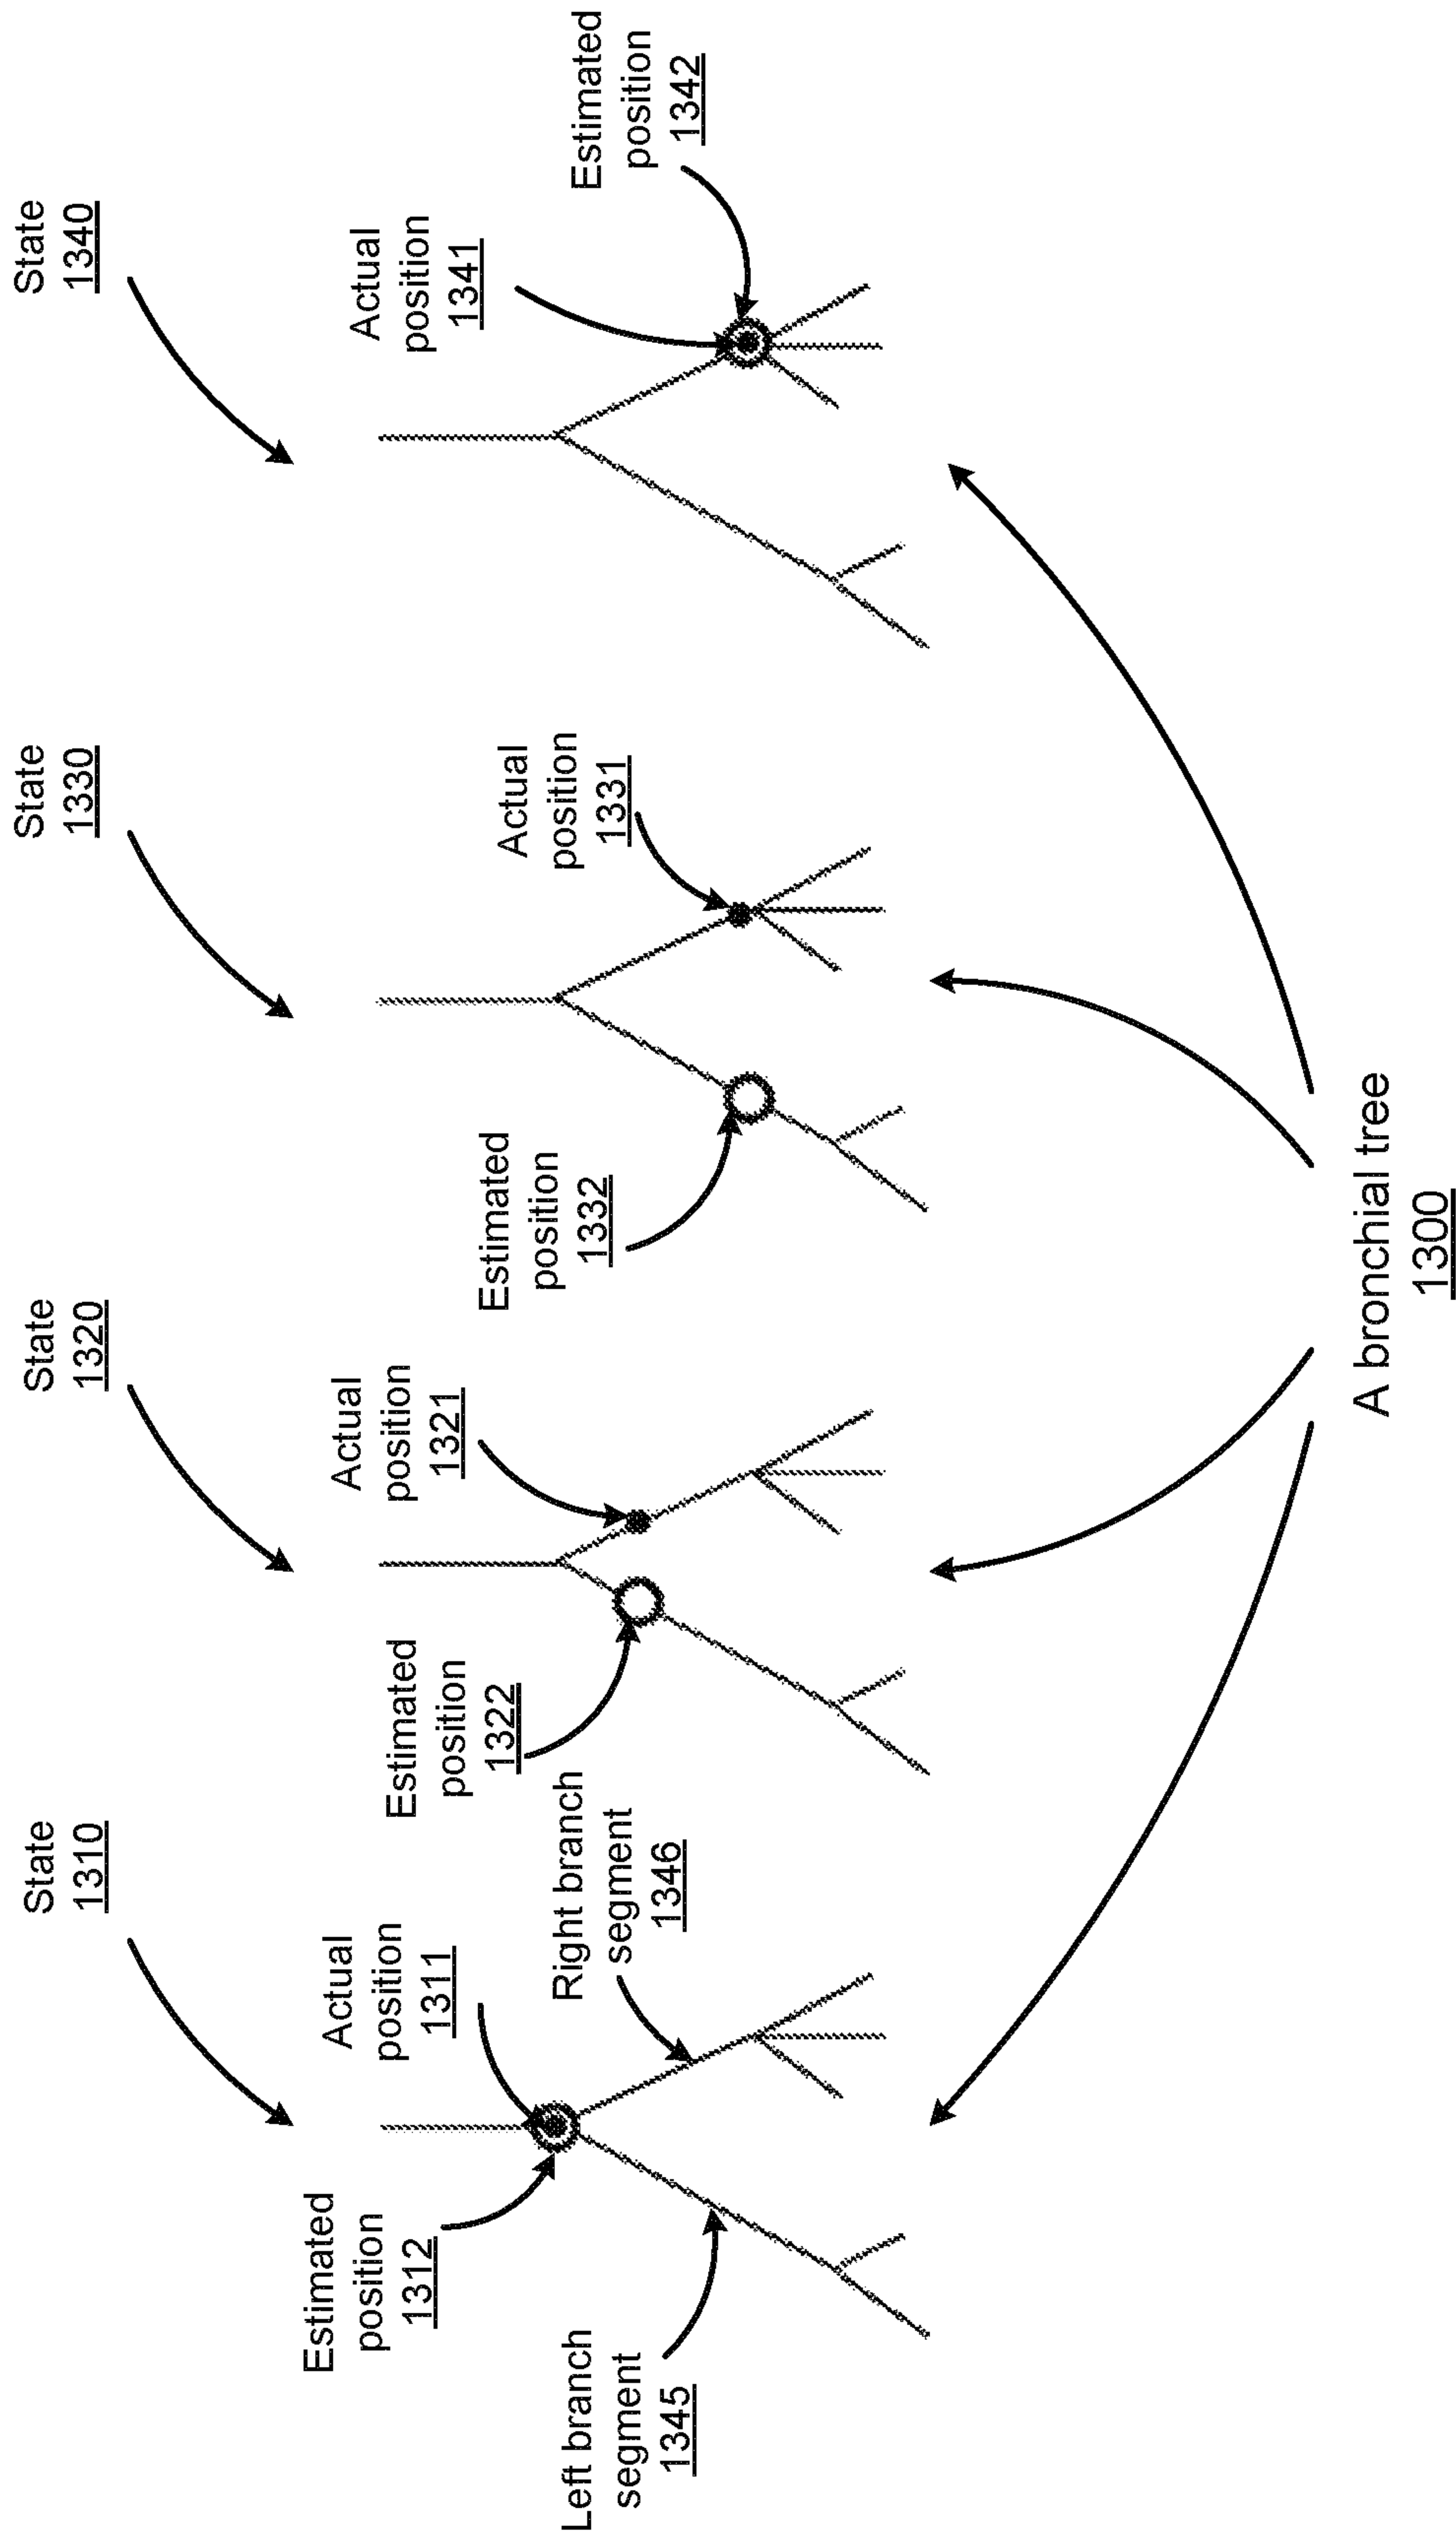 State
1310
State
1320
State
1330
State
1340
Estimated
position
1312
Actual
position
1311
Left branch
segment
1345
Right branch
segment
1346
Estimated
position
1322
Actual
position
1321
Estimated
position
1332
Actual
position
1331
Actual
position
1341
Estimated
position
1342
A bronchial tree
1300